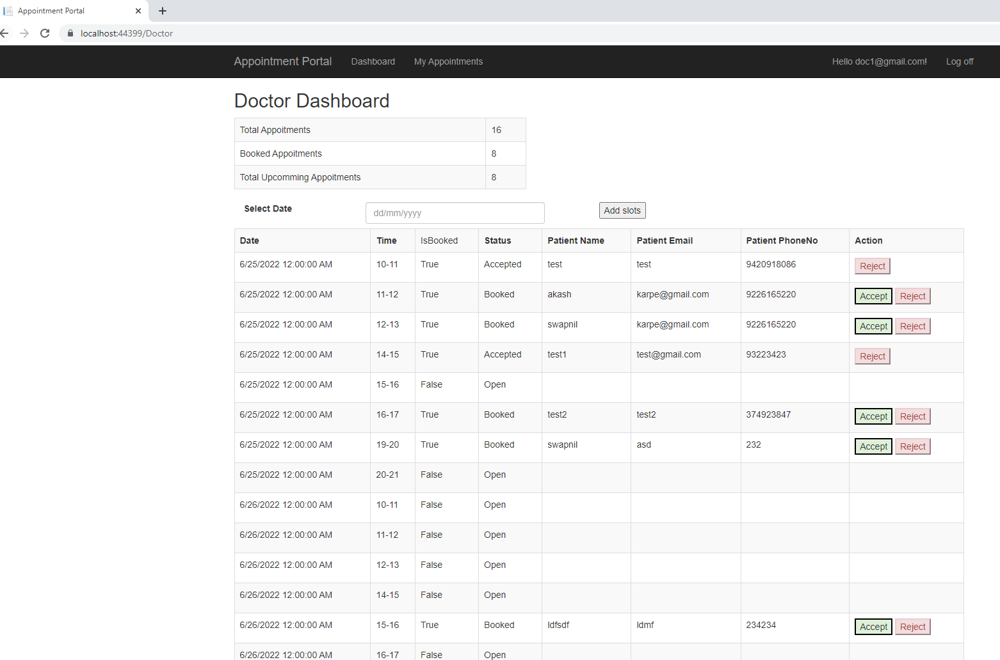 Appointment Portal
localhost:44399/Doctor
Appointment Portal Dashboard My Appointments Hello doc1@gmail.com! Log off
Doctor Dashboard
Total Appoitments 16
Booked Appoitments 8
Total Upcomming Appoitments 8
Select Date dd/mm/yyyy Add slots
Date Time IsBooked Status Patient Name Patient Email Patient PhoneNo Action
6/25/2022 12:00:00 AM 10-11 True Accepted test test 9420918086 Reject
6/25/2022 12:00:00 AM 11-12 True Booked akash karpe@gmail.com 9226165220 Accept Reject
6/25/2022 12:00:00 AM 12-13 True Booked swapnil karpe@gmail.com 9226165220 Accept Reject
6/25/2022 12:00:00 AM 14-15 True Accepted test1 test@gmail.com 93223423 Reject
6/25/2022 12:00:00 AM 15-16 False Open
6/25/2022 12:00:00 AM 16-17 True Booked test2 test2 374923847 Accept Reject
6/25/2022 12:00:00 AM 19-20 True Booked swapnil asd 232 Accept Reject
6/25/2022 12:00:00 AM 20-21 False Open
6/26/2022 12:00:00 AM 10-11 False Open
6/26/2022 12:00:00 AM 11-12 False Open
6/26/2022 12:00:00 AM 12-13 False Open
6/26/2022 12:00:00 AM 14-15 False Open
6/26/2022 12:00:00 AM 15-16 True Booked ldfsdf ldmf 234234 Accept Reject
6/26/2022 12:00:00 AM 16-17 False Open